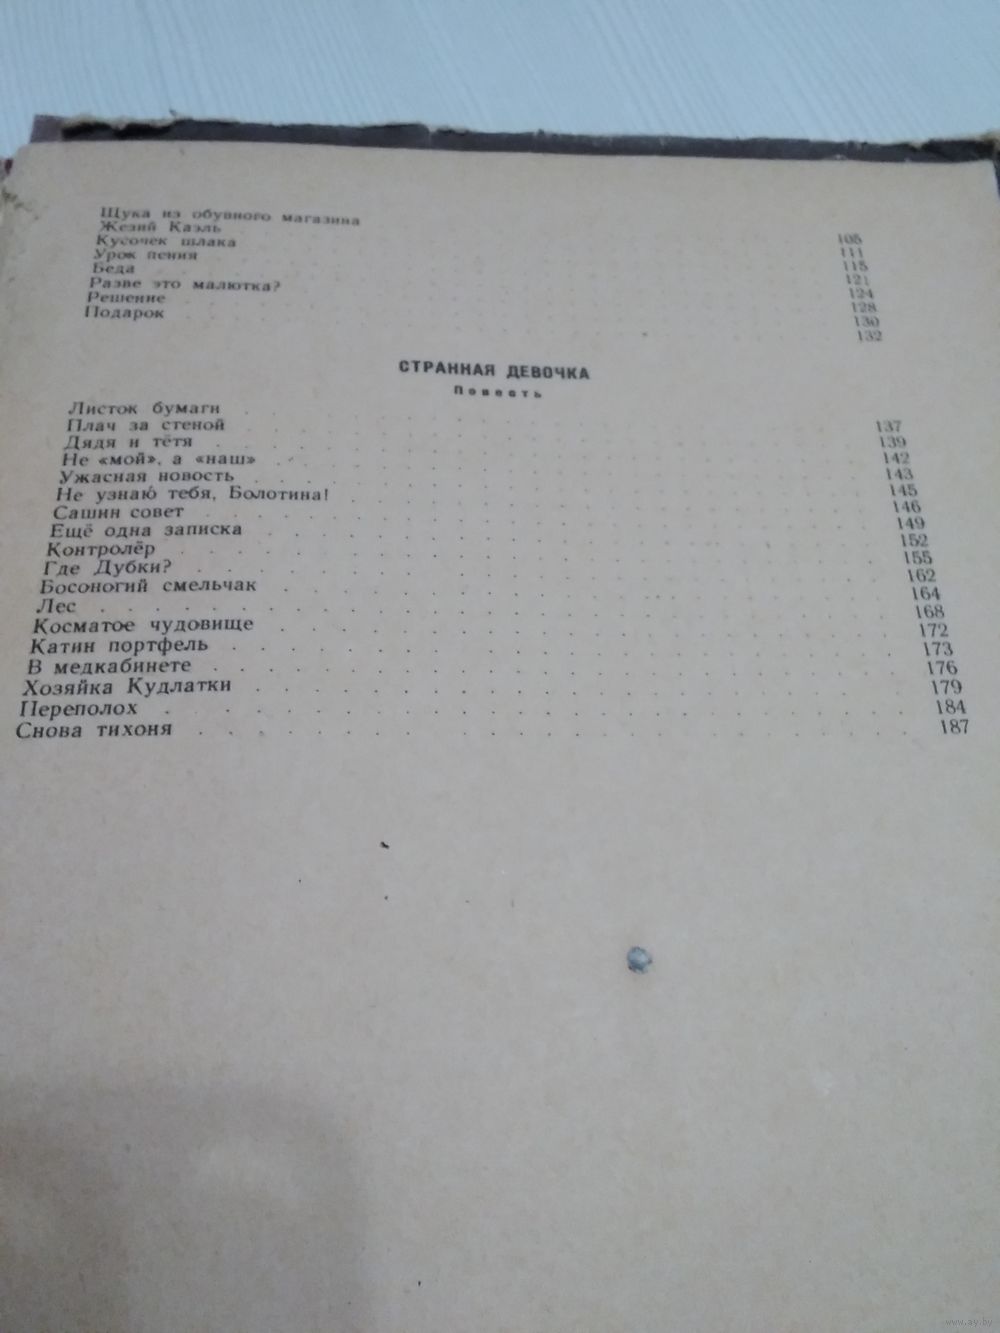 Щука из обувного магазина 105
Жезий Каэль 111
Кусочек шлака 115
Урок пения 121
Беда 124
Разве это малютка? 128
Решение 130
Подарок 132
СТРАННАЯ ДЕВОЧКА
Повесть
Листок бумаги 137
Плач за стеной 139
Дядя и тётя 142
Не «мой», а «наш» 143
Ужасная новость 145
Не узнаю́ тебя, Болотина! 146
Сашин совет 149
Ещё одна записка 152
Контролёр 155
Где Дубки? 162
Босоногий смельчак 164
Лес 168
Косматое чудовище 172
Катин портфель 173
В медкабинете 176
Хозяйка Кудлатки 179
Переполох 184
Снова тихоня 187
www.ay.by